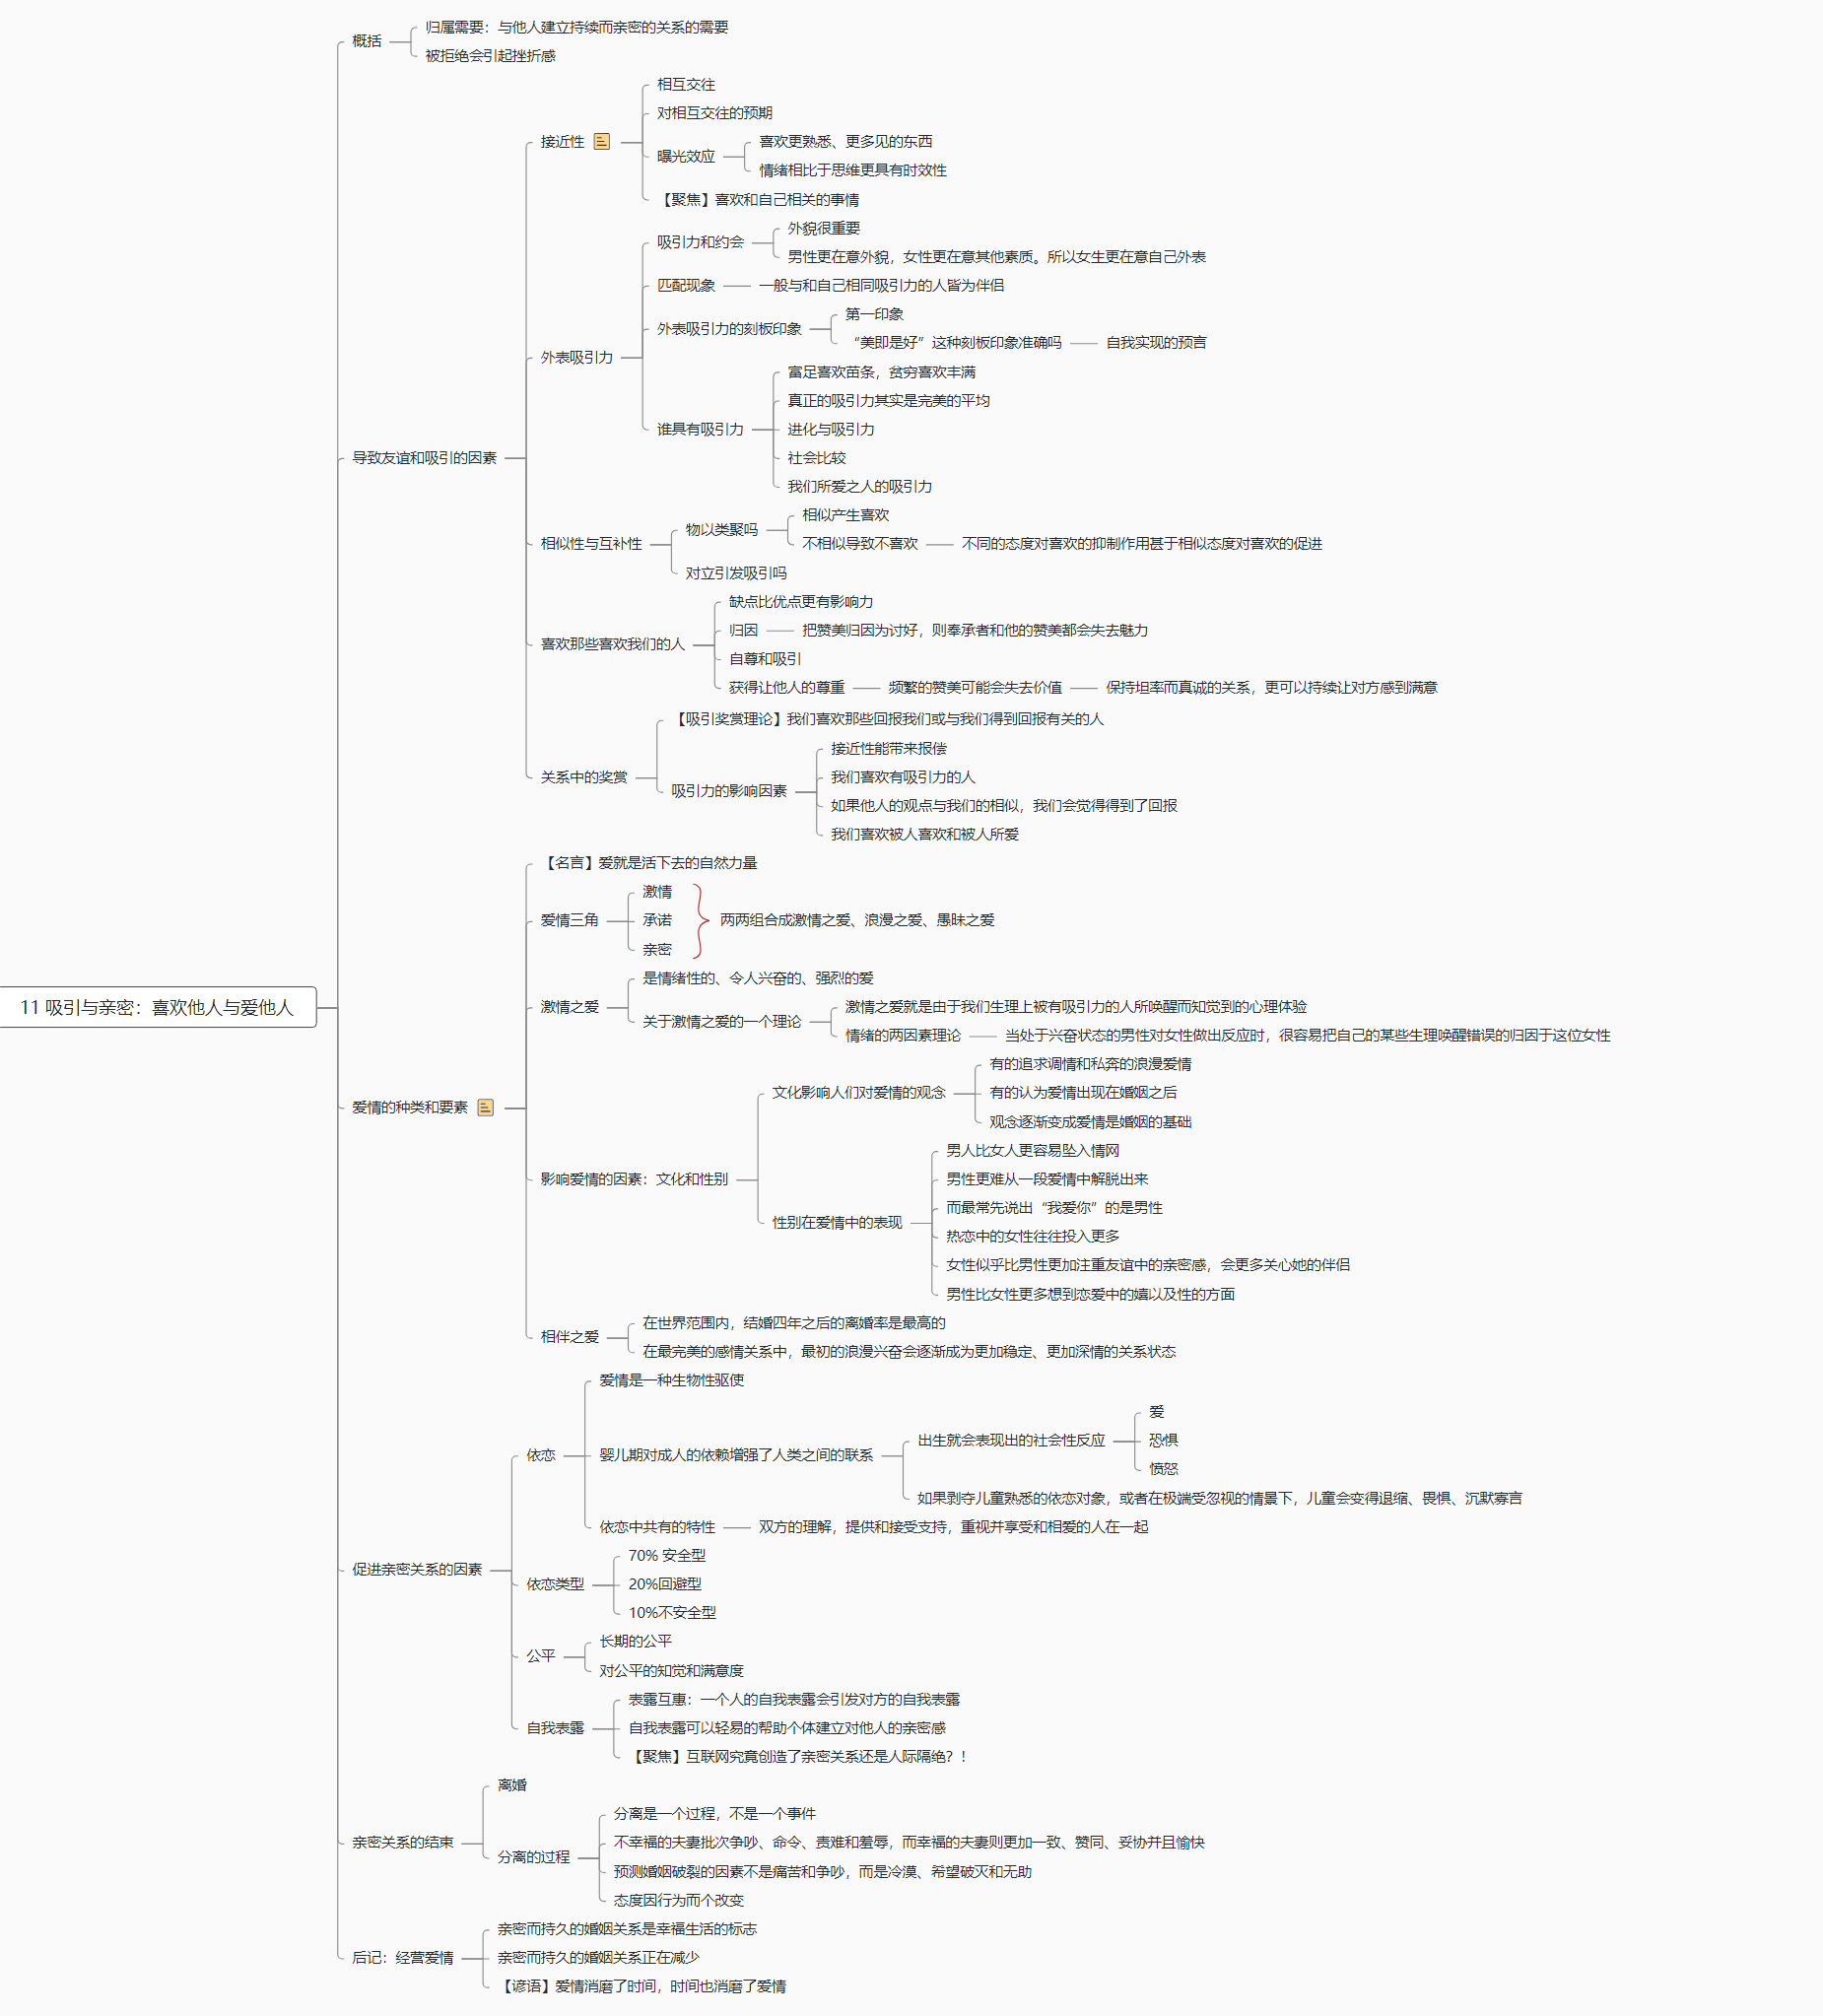 11 吸引与亲密：喜欢他人与爱他人
概括
归属需要：与他人建立持续而亲密的关系的需要
被拒绝会引起挫折感
导致友谊和吸引的因素
接近性
相互交往
对相互交往的预期
曝光效应
喜欢更熟悉、更多见的东西
情绪相比于思维更具有时效性
【聚焦】喜欢和自己相关的事情
外表吸引力
吸引力和约会
外貌很重要
男性更在意外貌，女性更在意其他素质。所以女生更在意自己外表
匹配现象
一般与和自己相同吸引力的人皆为伴侣
外表吸引力的刻板印象
第一印象
“美即是好”这种刻板印象准确吗
自我实现的预言
谁具有吸引力
富足喜欢苗条，贫穷喜欢丰满
真正的吸引力其实是完美的平均
进化与吸引力
社会比较
我们所爱之人的吸引力
相似性与互补性
物以类聚吗
相似产生喜欢
不相似导致不喜欢
不同的态度对喜欢的抑制作用甚于相似态度对喜欢的促进
对立引发吸引吗
喜欢那些喜欢我们的人
缺点比优点更有影响力
归因
把赞美归因为讨好，则奉承者和他的赞美都会失去魅力
自尊和吸引
获得让他人的尊重
频繁的赞美可能会失去价值
保持坦率而真诚的关系，更可以持续让对方感到满意
关系中的奖赏
【吸引奖赏理论】我们喜欢那些回报我们或与我们得到回报有关的人
吸引力的影响因素
接近性能带来报偿
我们喜欢有吸引力的人
如果他人的观点与我们的相似，我们会觉得得到了回报
我们喜欢被人喜欢和被人所爱
爱情的种类和要素
【名言】爱就是活下去的自然力量
爱情三角
激情
承诺
亲密
两两组合成激情之爱、浪漫之爱、愚昧之爱
激情之爱
是情绪性的、令人兴奋的、强烈的爱
关于激情之爱的一个理论
激情之爱就是由于我们生理上被有吸引力的人所唤醒而知觉到的心理体验
情绪的两因素理论
当处于兴奋状态的男性对女性做出反应时，很容易把自己的某些生理唤醒错误的归因于这位女性
影响爱情的因素：文化和性别
文化影响人们对爱情的观念
有的追求调情和私奔的浪漫爱情
有的认为爱情出现在婚姻之后
观念逐渐变成爱情是婚姻的基础
性别在爱情中的表现
男人比女人更容易坠入情网
男性更难从一段爱情中解脱出来
而最常先说出“我爱你”的是男性
热恋中的女性往往投入更多
女性似乎比男性更加注重友谊中的亲密感，会更多关心她的伴侣
男性比女性更多想到恋爱中的嬉以及性的方面
相伴之爱
在世界范围内，结婚四年之后的离婚率是最高的
在最完美的感情关系中，最初的浪漫兴奋会逐渐成为更加稳定、更加深情的关系状态
促进亲密关系的因素
依恋
爱情是一种生物性驱使
婴儿期对成人的依赖增强了人类之间的联系
出生就会表现出的社会性反应
爱
恐惧
愤怒
如果剥夺儿童熟悉的依恋对象，或者在极端受忽视的情景下，儿童会变得退缩、畏惧、沉默寡言
依恋中共有的特性
双方的理解，提供和接受支持，重视并享受和相爱的人在一起
依恋类型
70% 安全型
20%回避型
10%不安全型
公平
长期的公平
对公平的知觉和满意度
自我表露
表露互惠：一个人的自我表露会引发对方的自我表露
自我表露可以轻易的帮助个体建立对他人的亲密感
【聚焦】互联网究竟创造了亲密关系还是人际隔绝？！
亲密关系的结束
离婚
分离的过程
分离是一个过程，不是一个事件
不幸福的夫妻批次争吵、命令、责难和羞辱，而幸福的夫妻则更加一致、赞同、妥协并且愉快
预测婚姻破裂的因素不是痛苦和争吵，而是冷漠、希望破灭和无助
态度因行为而个改变
后记：经营爱情
亲密而持久的婚姻关系是幸福生活的标志
亲密而持久的婚姻关系正在减少
【谚语】爱情消磨了时间，时间也消磨了爱情